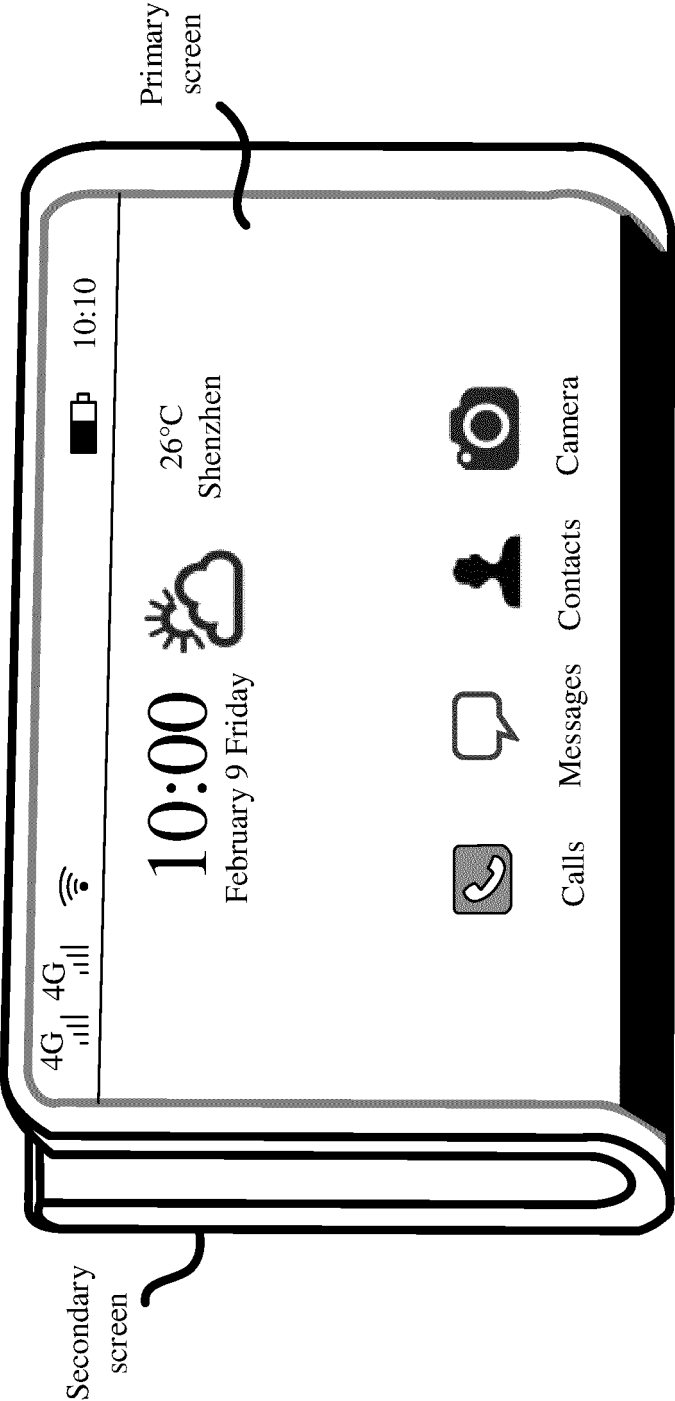 Primary
screen
4G 4G 10:10
10:00
February 9 Friday
26°C
Shenzhen
Calls Messages Contacts Camera
Secondary
screen